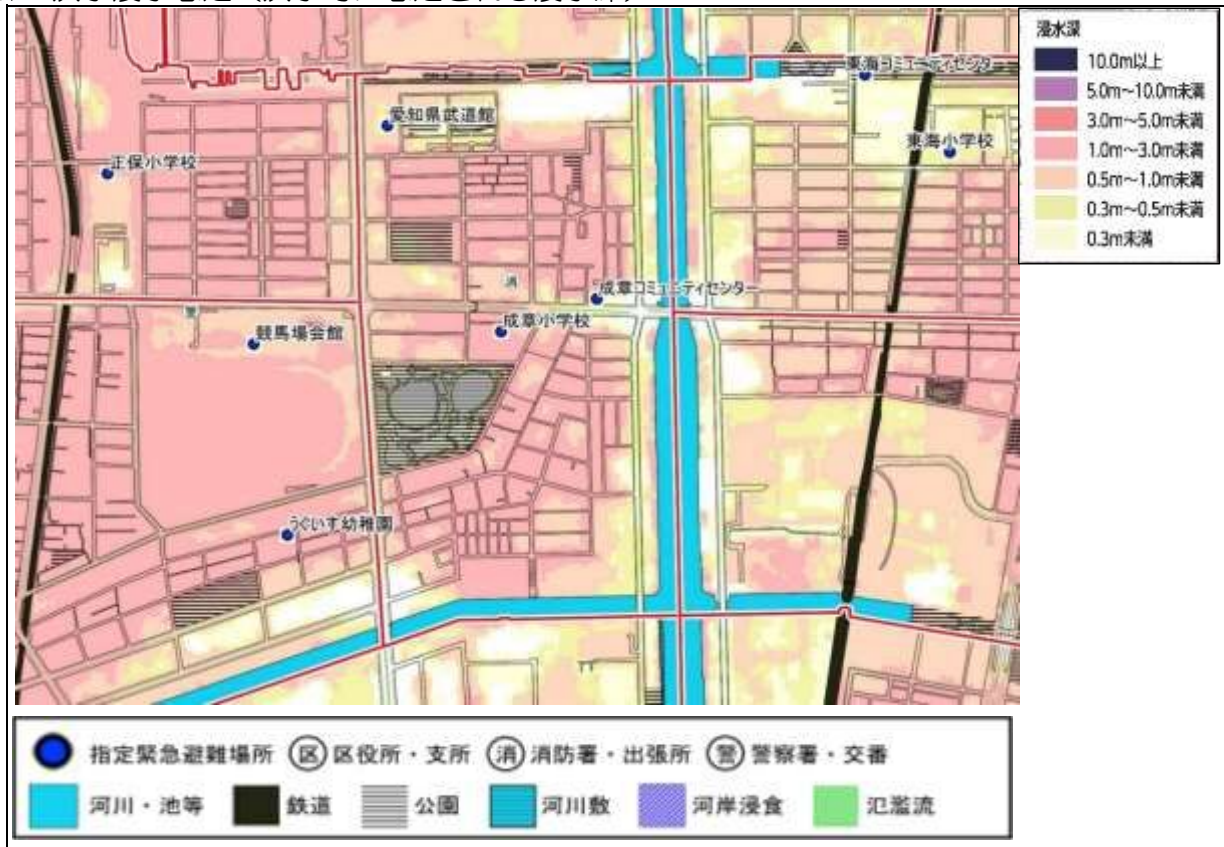 浸水深
10.0m以上
5.0m～10.0m未満
3.0m～5.0m未満
1.0m～3.0m未満
0.5m～1.0m未満
0.3m～0.5m未満
0.3m未満
東海コミュニティセンター
愛知県武道館
東海小学校
正保小学校
消
成章コミュニティセンター
成章小学校
競馬場会館
うぐいす幼稚園
指定緊急避難場所
区 区役所・支所
消 消防署・出張所
警 警察署・交番
河川・池等
鉄道
公園
河川敷
河岸浸食
氾濫流